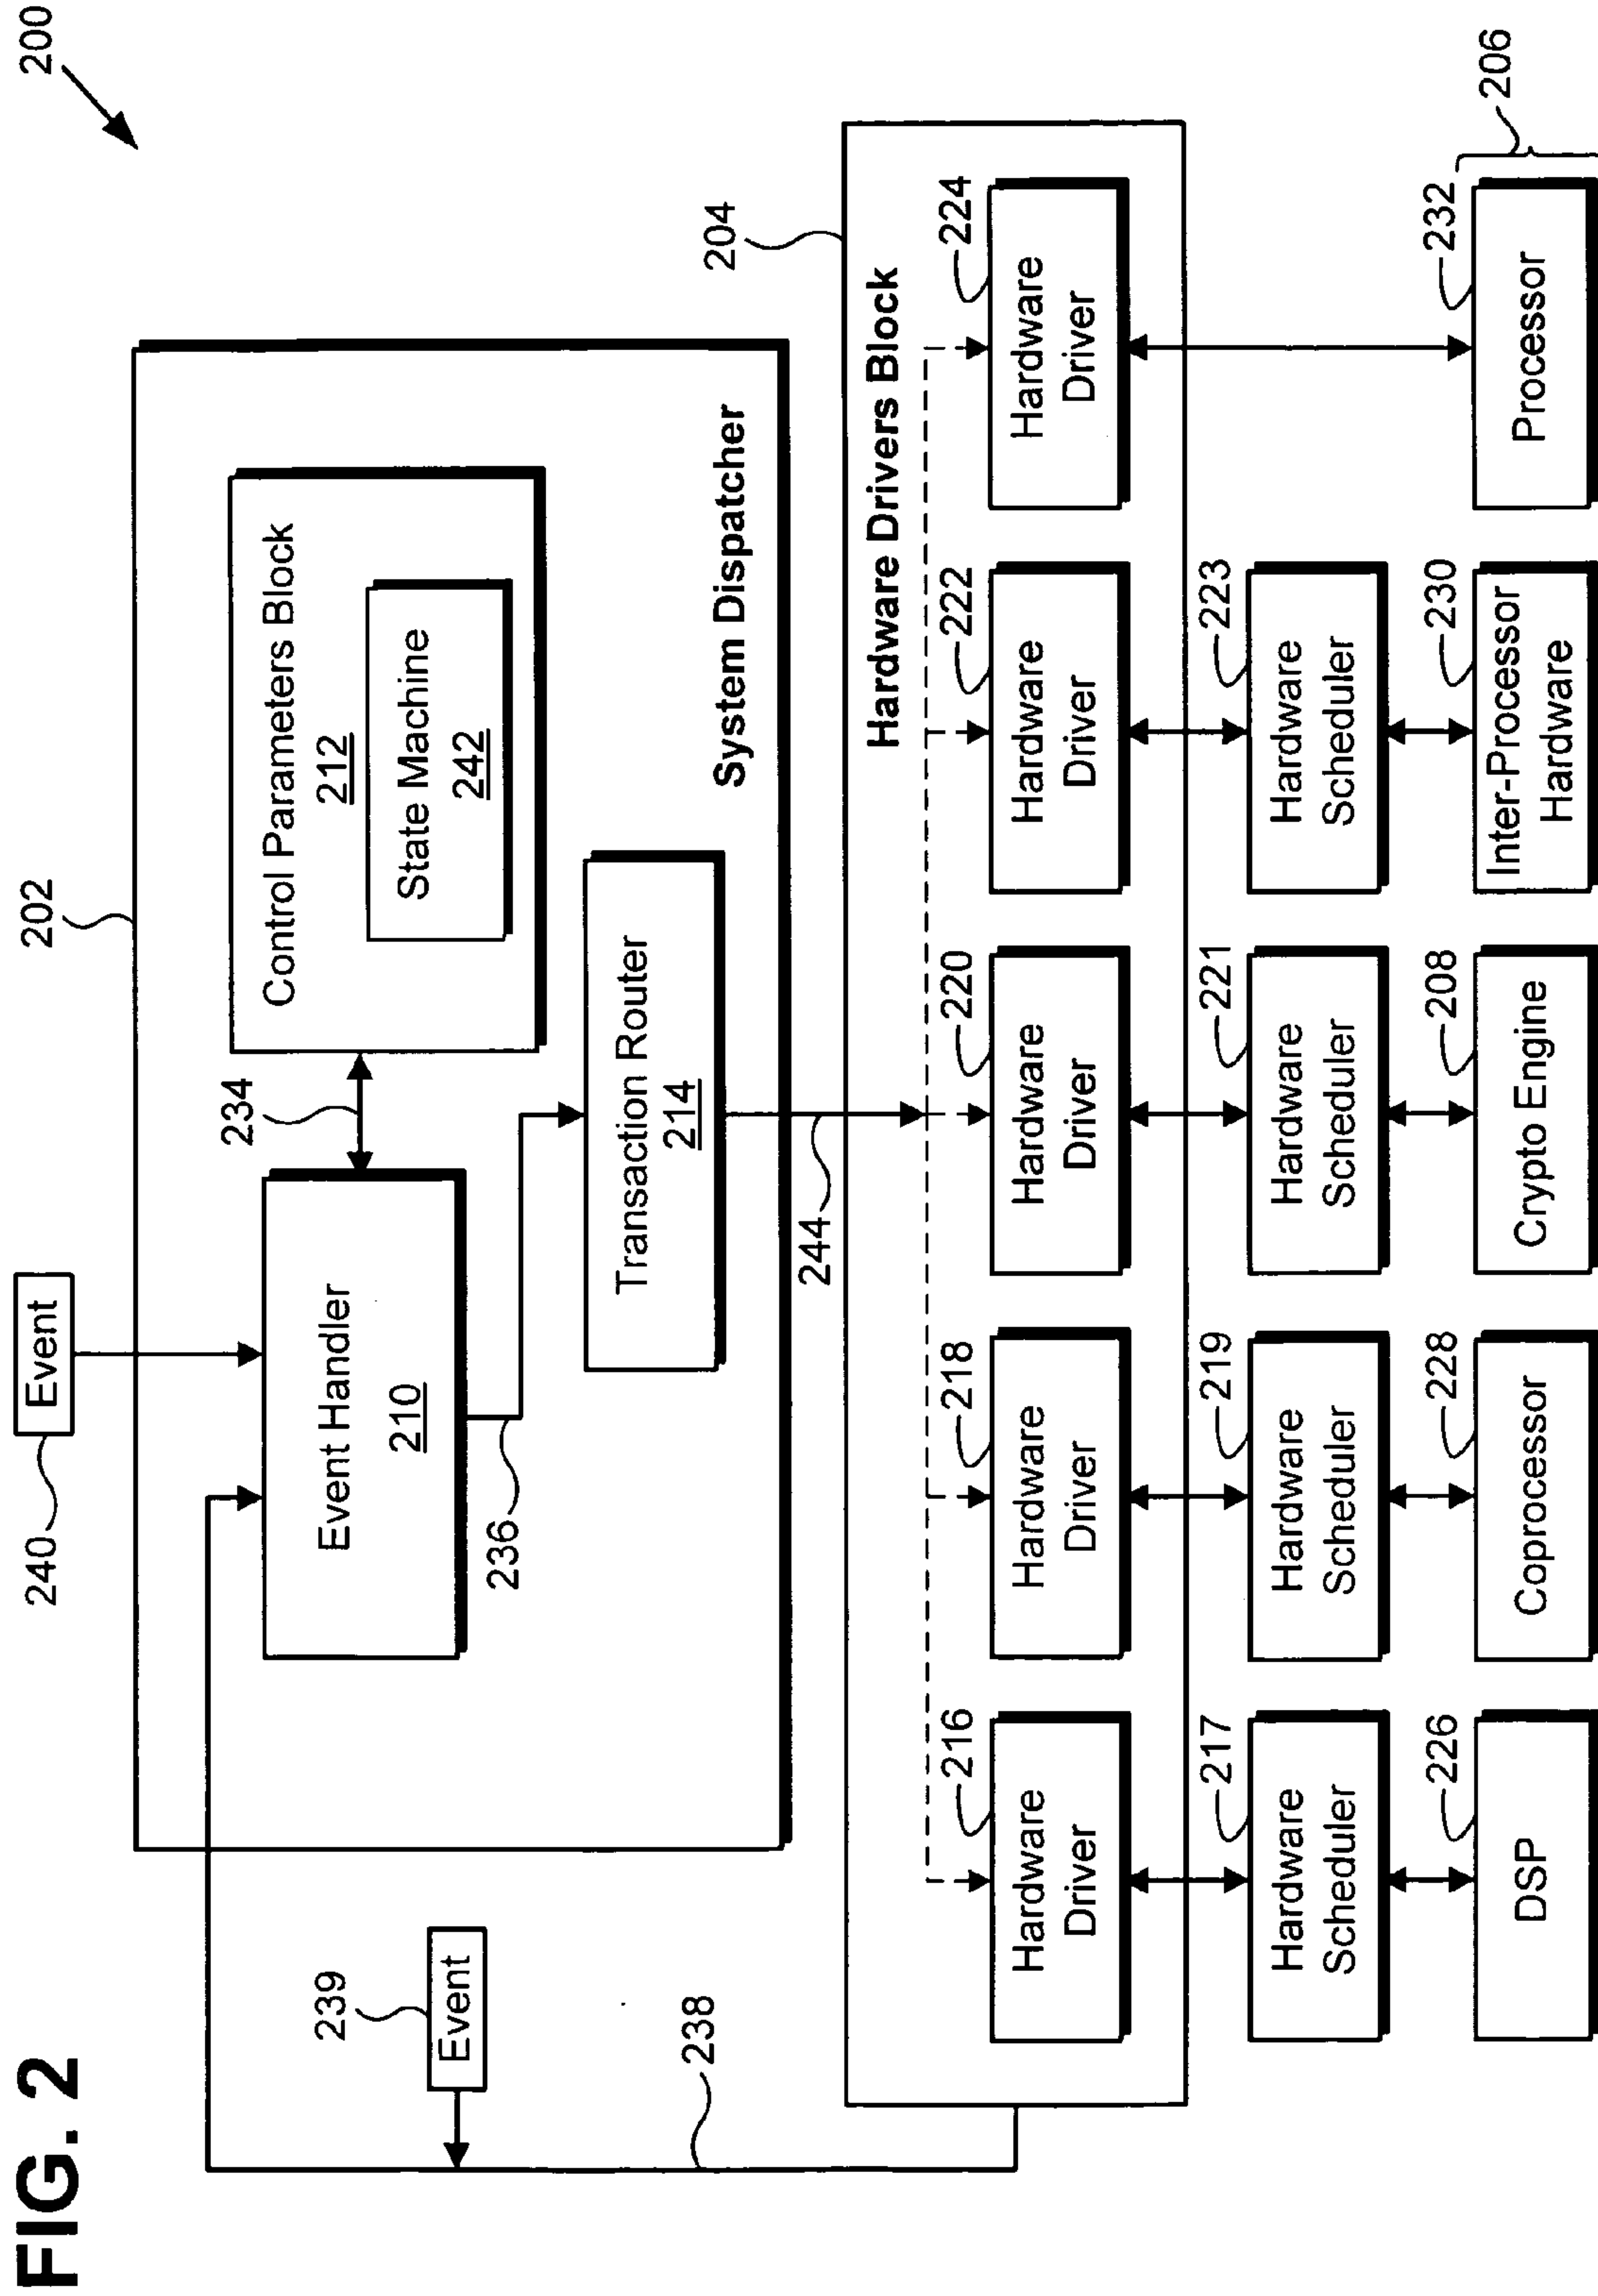 FIG. 2
200
240
Event
202
Event Handler
210
234
Control Parameters Block
212
State Machine
242
236
Transaction Router
214
System Dispatcher
239
Event
238
244
204
Hardware Drivers Block
216
218
220
222
224
Hardware
Driver
Hardware
Driver
Hardware
Driver
Hardware
Driver
Hardware
Driver
217
219
221
223
Hardware
Scheduler
Hardware
Scheduler
Hardware
Scheduler
Hardware
Scheduler
226
228
208
230
232
206
DSP
Coprocessor
Crypto Engine
Inter-Processor
Hardware
Processor